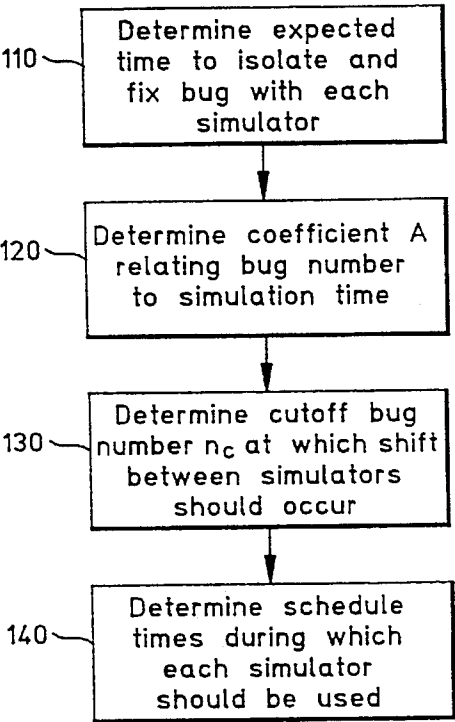 110
Determine expected
time to isolate and
fix bug with each
simulator
120
Determine coefficient A
relating bug number
to simulation time
130
Determine cutoff bug
number nc at which shift
between simulators
should occur
140
Determine schedule
times during which
each simulator
should be used